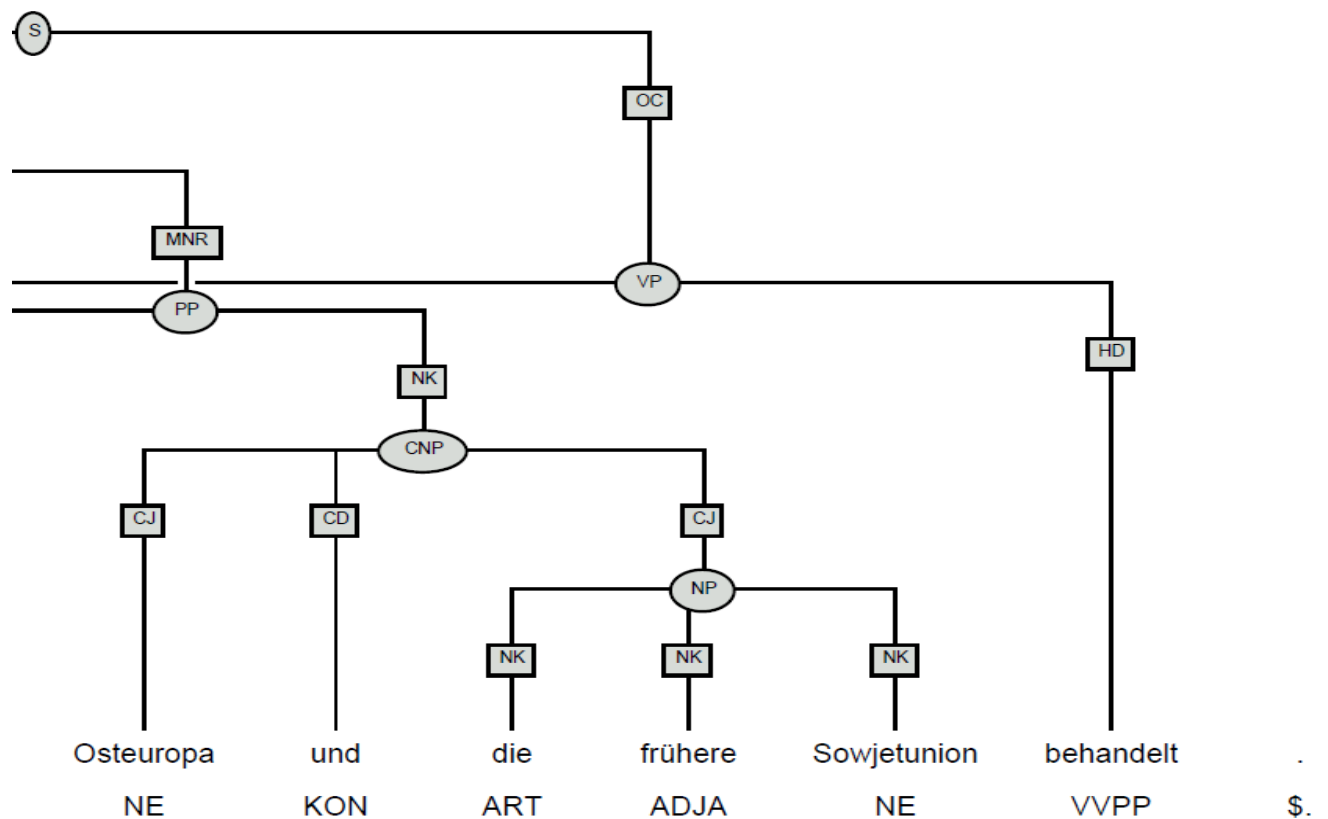 S
OC
MNR
VP
PP
HD
NK
CNP
CJ CD CJ
NP
NK NK NK
Osteuropa und die frühere Sowjetunion behandelt .
NE KON ART ADJA NE VVPP $.